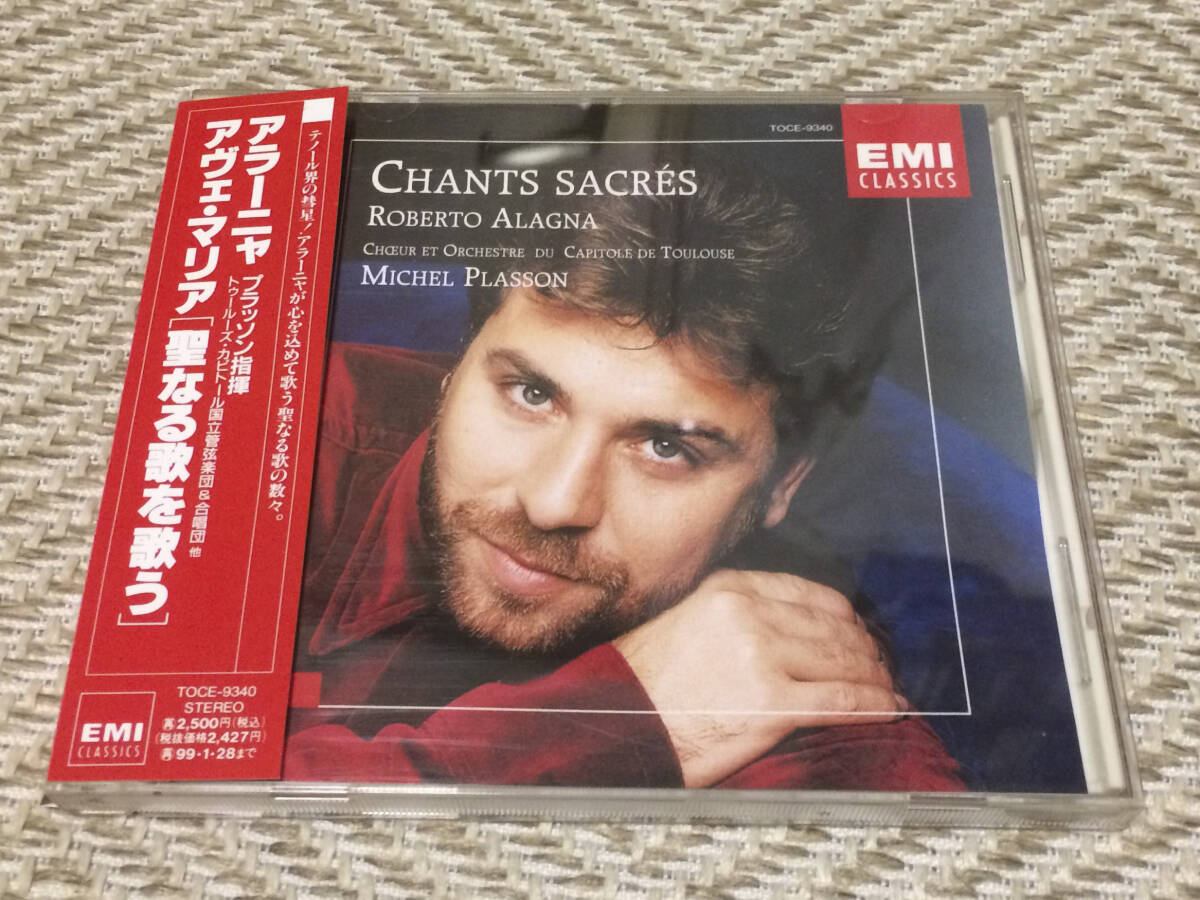 テノール界の彗星!アラーニャが心を込めて歌う聖なる歌の数々。
アラーニャ
プラッソン指揮
トゥールーズ・カピトール国立管弦楽団&合唱団 他
アヴェ・マリア[聖なる歌を歌う]
EMI
CLASSICS
TOCE-9340
STEREO
再2,500円(税込)
(税抜価格2,427円)
再99・1・28まで
TOCE-9340
EMI
CLASSICS
CHANTS SACRÉS
ROBERTO ALAGNA
CHŒUR ET ORCHESTRE DU CAPITOLE DE TOULOUSE
MICHEL PLASSON